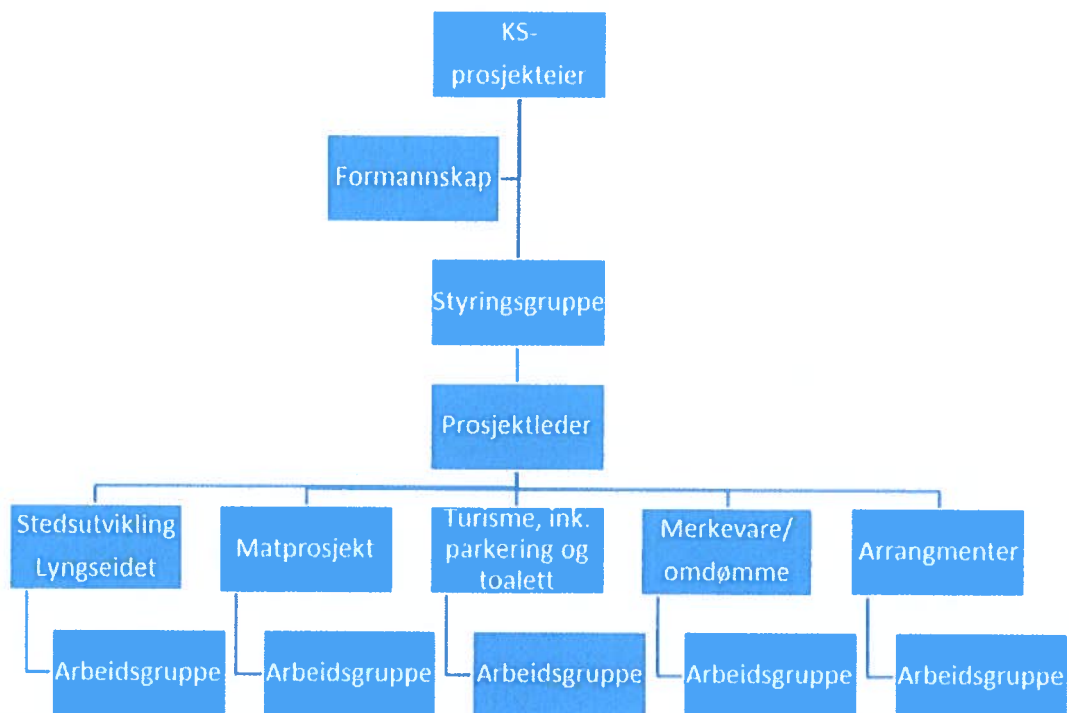 KS-
prosjekteier
Formannskap
Styringsgruppe
Prosjektleder
Stedsutvikling
Lyngseidet
Matprosjekt
Turisme, ink.
parkering og
toalett
Merkevare/
omdømme
Arrangmenter
Arbeidsgruppe
Arbeidsgruppe
Arbeidsgruppe
Arbeidsgruppe
Arbeidsgruppe